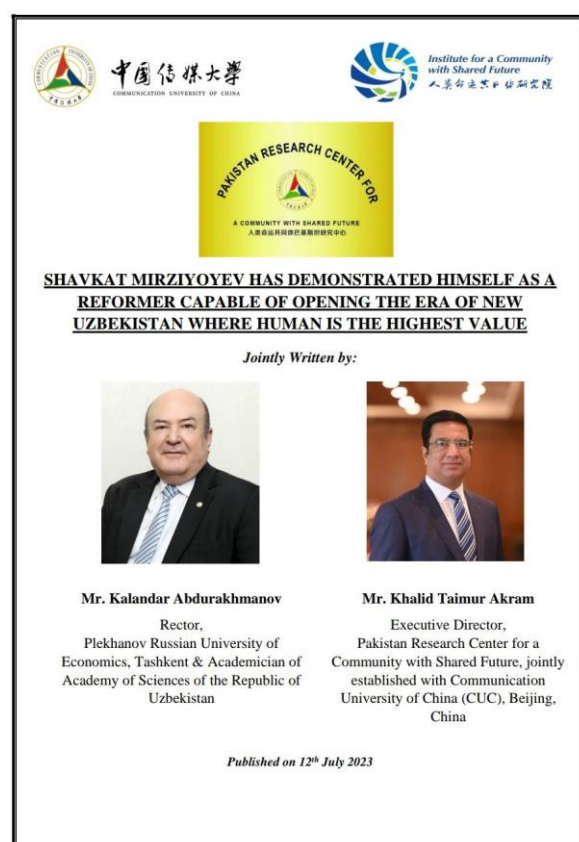 中國傳媒大學
COMMUNICATION UNIVERSITY OF CHINA
Institute for a Community
with Shared Future
人类命运共同体研究院
PAKISTAN RESEARCH CENTER FOR
A COMMUNITY WITH SHARED FUTURE
人类命运共同体巴基斯坦研究中心
SHAVKAT MIRZIYOYEV HAS DEMONSTRATED HIMSELF AS A
REFORMER CAPABLE OF OPENING THE ERA OF NEW
UZBEKISTAN WHERE HUMAN IS THE HIGHEST VALUE
Jointly Written by:
Mr. Kalandar Abdurakhmanov
Rector,
Plekhanov Russian University of
Economics, Tashkent & Academician of
Academy of Sciences of the Republic of
Uzbekistan
Mr. Khalid Taimur Akram
Executive Director,
Pakistan Research Center for a
Community with Shared Future, jointly
established with Communication
University of China (CUC), Beijing,
China
Published on 12th July 2023